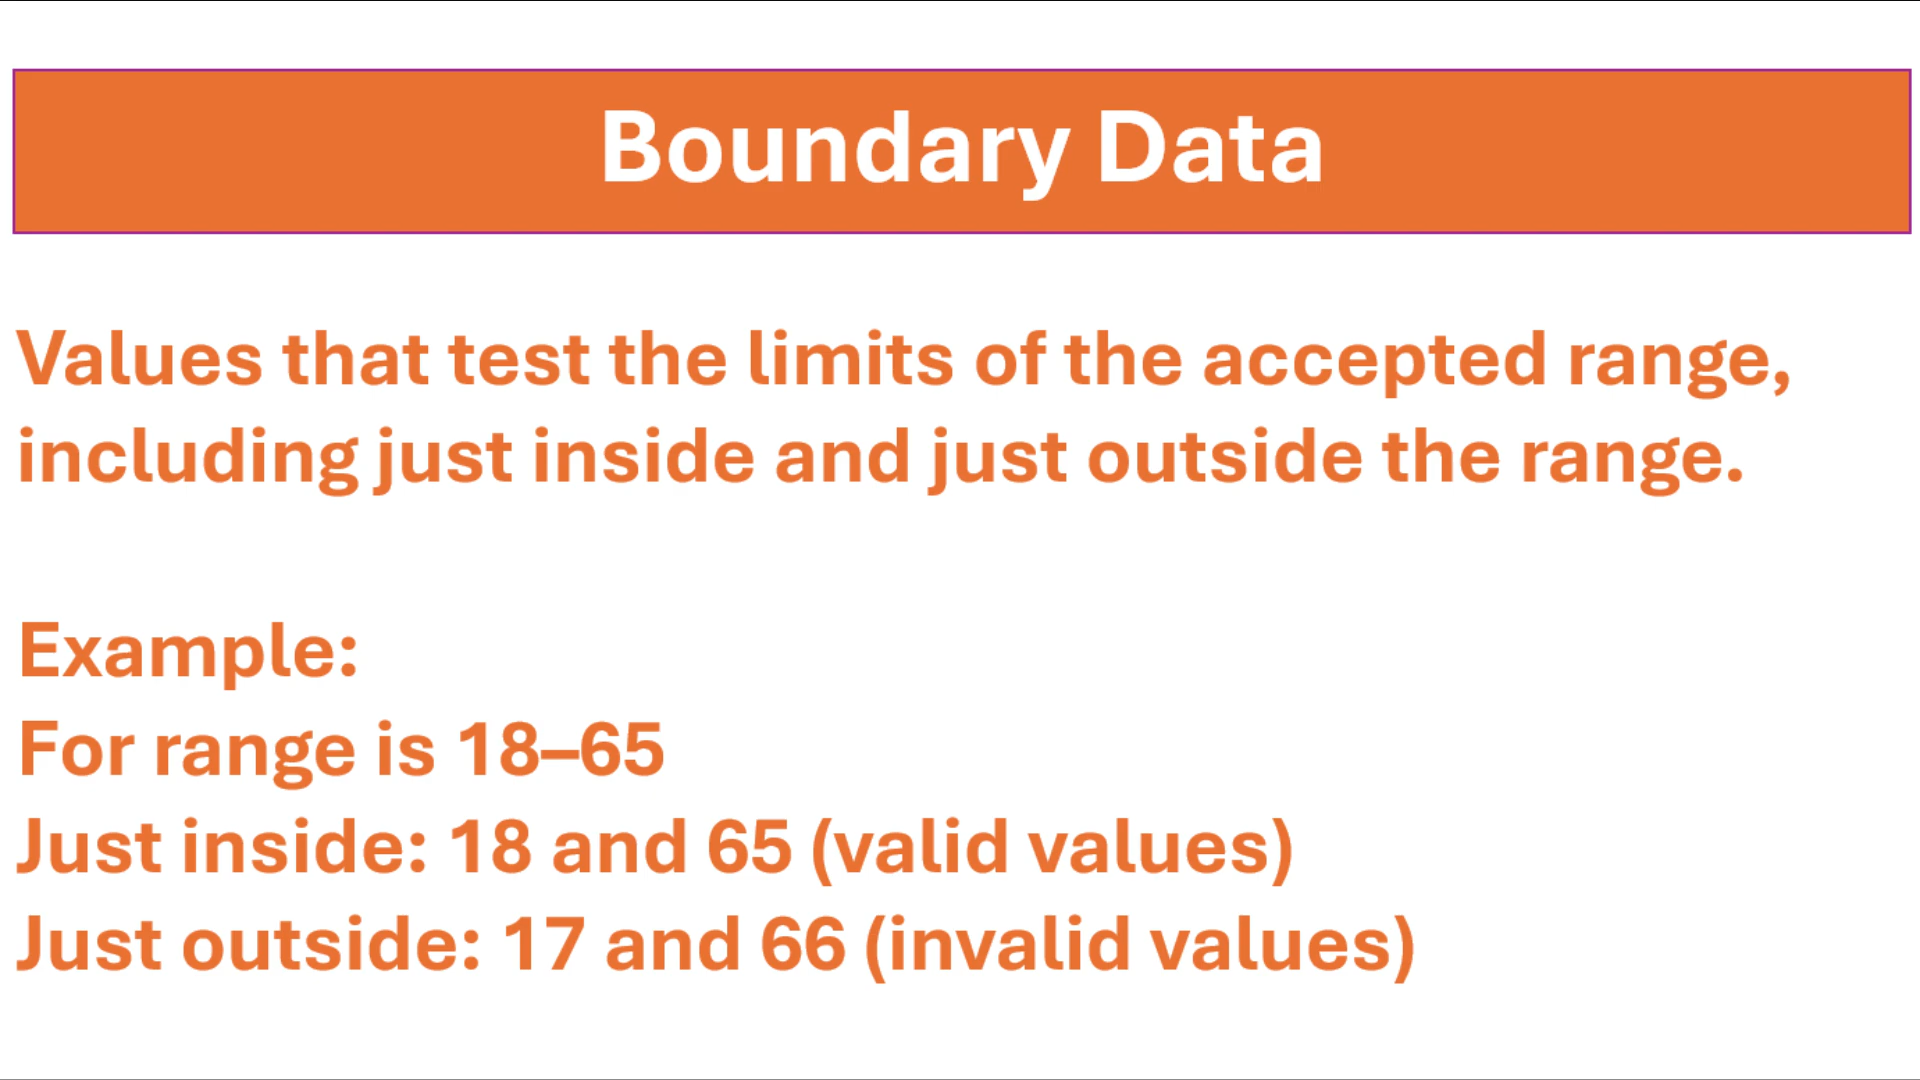 Boundary Data
Values that test the limits of the accepted range,
including just inside and just outside the range.
Example:
For range is 18–65
Just inside: 18 and 65 (valid values)
Just outside: 17 and 66 (invalid values)